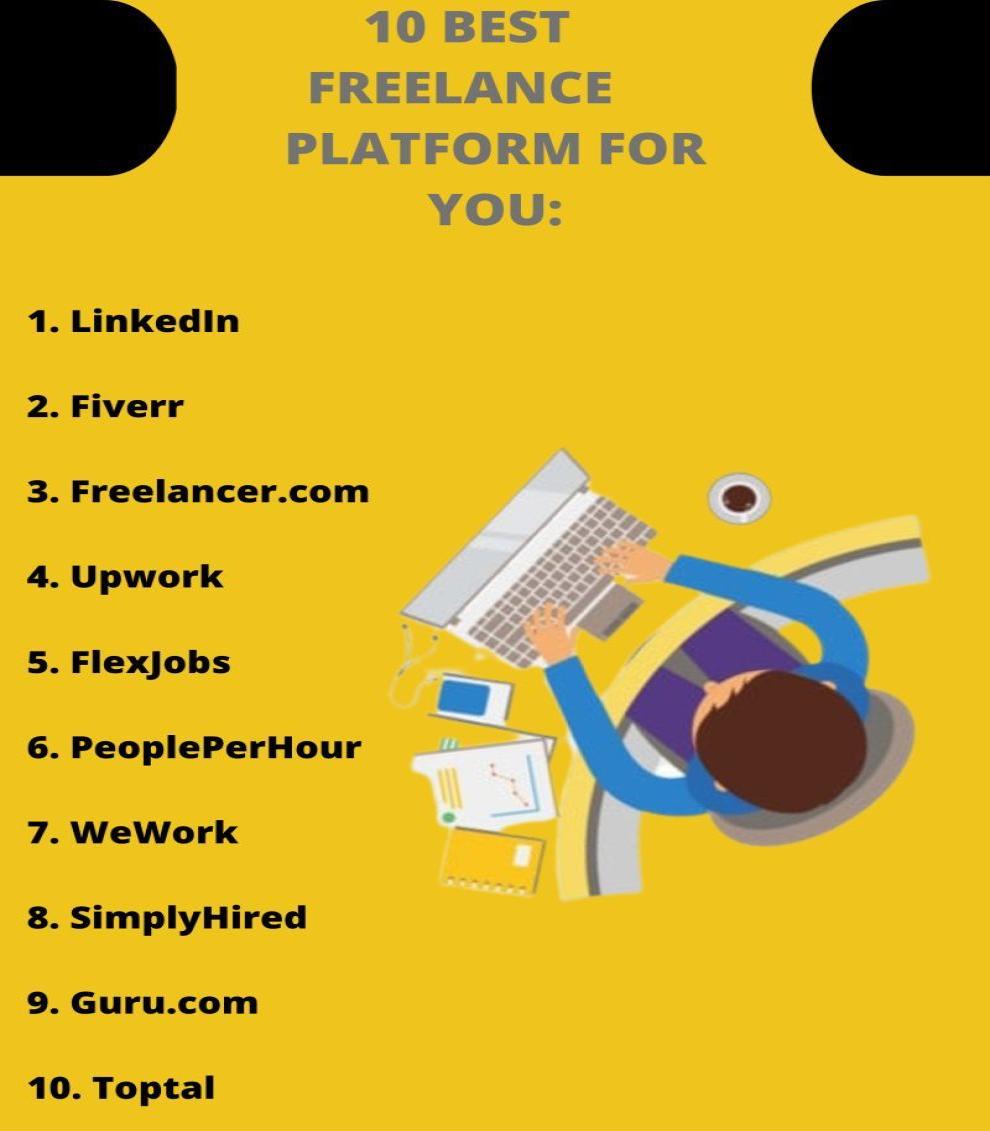 10 BEST
FREELANCE
PLATFORM FOR
YOU:
1. LinkedIn
2. Fiverr
3. Freelancer.com
4. Upwork
5. FlexJobs
6. PeoplePerHour
7. WeWork
8. SimplyHired
9. Guru.com
10. Toptal